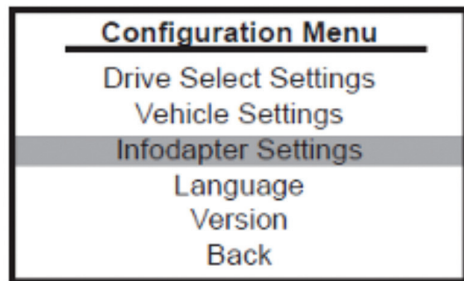 Configuration Menu
Drive Select Settings
Vehicle Settings
Infodapter Settings
Language
Version
Back